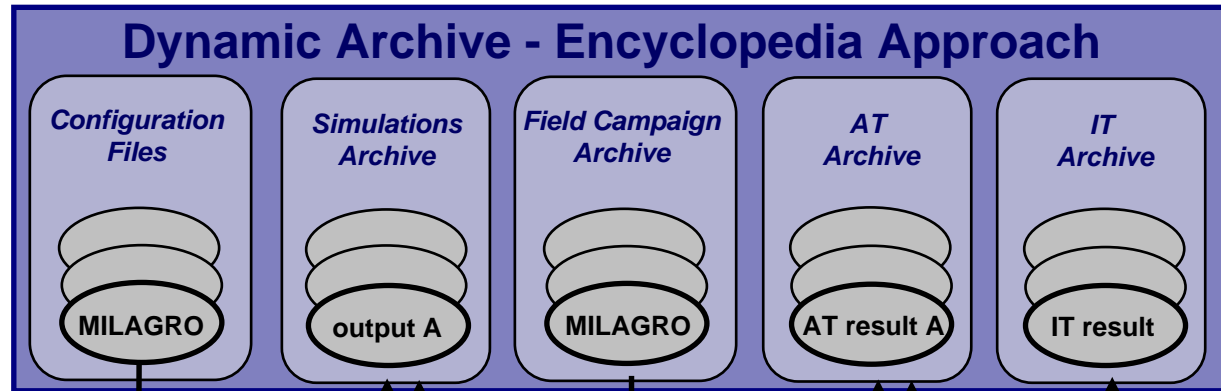 Dynamic Archive - Encyclopedia Approach
Configuration
Files
Simulations
Archive
Field Campaign
Archive
AT
Archive
IT
Archive
MILAGRO
output A
MILAGRO
AT result A
IT result